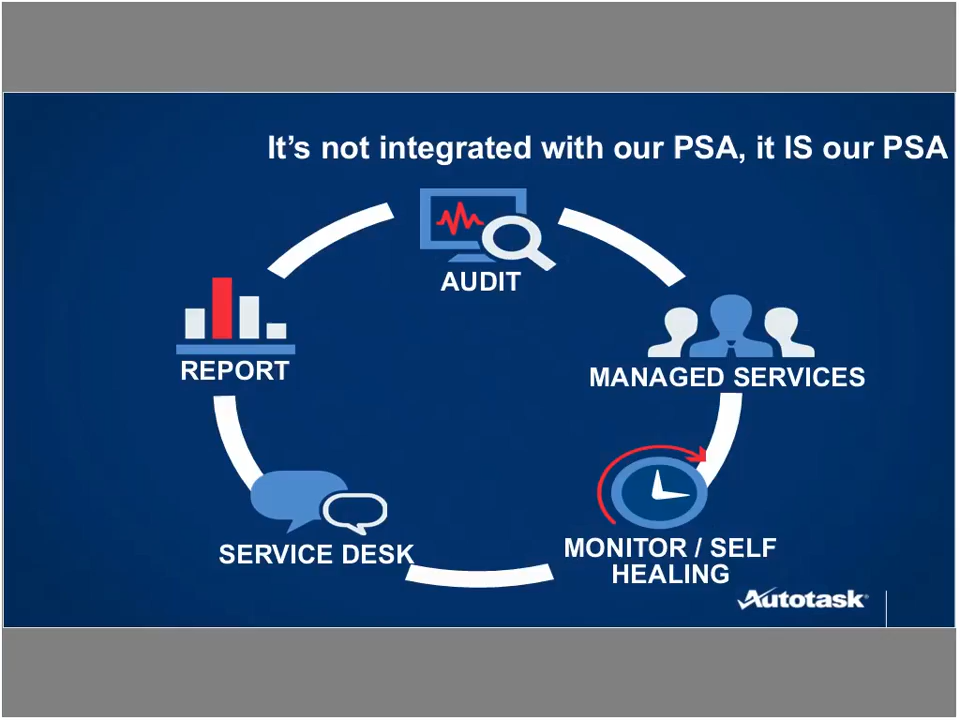 It's not integrated with our PSA, it IS our PSA
AUDIT
REPORT
MANAGED SERVICES
SERVICE DESK
MONITOR / SELF
HEALING
Autotask®